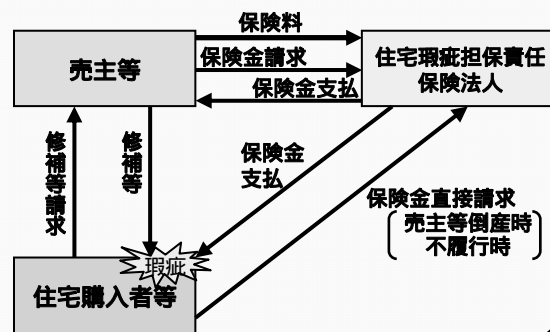 保険料
保険金請求
保険金支払
売主等
住宅瑕疵担保責任
保険法人
修補等請求
修補等
保険金
支払
保険金直接請求
売主等倒産時
不履行時
瑕疵
住宅購入者等